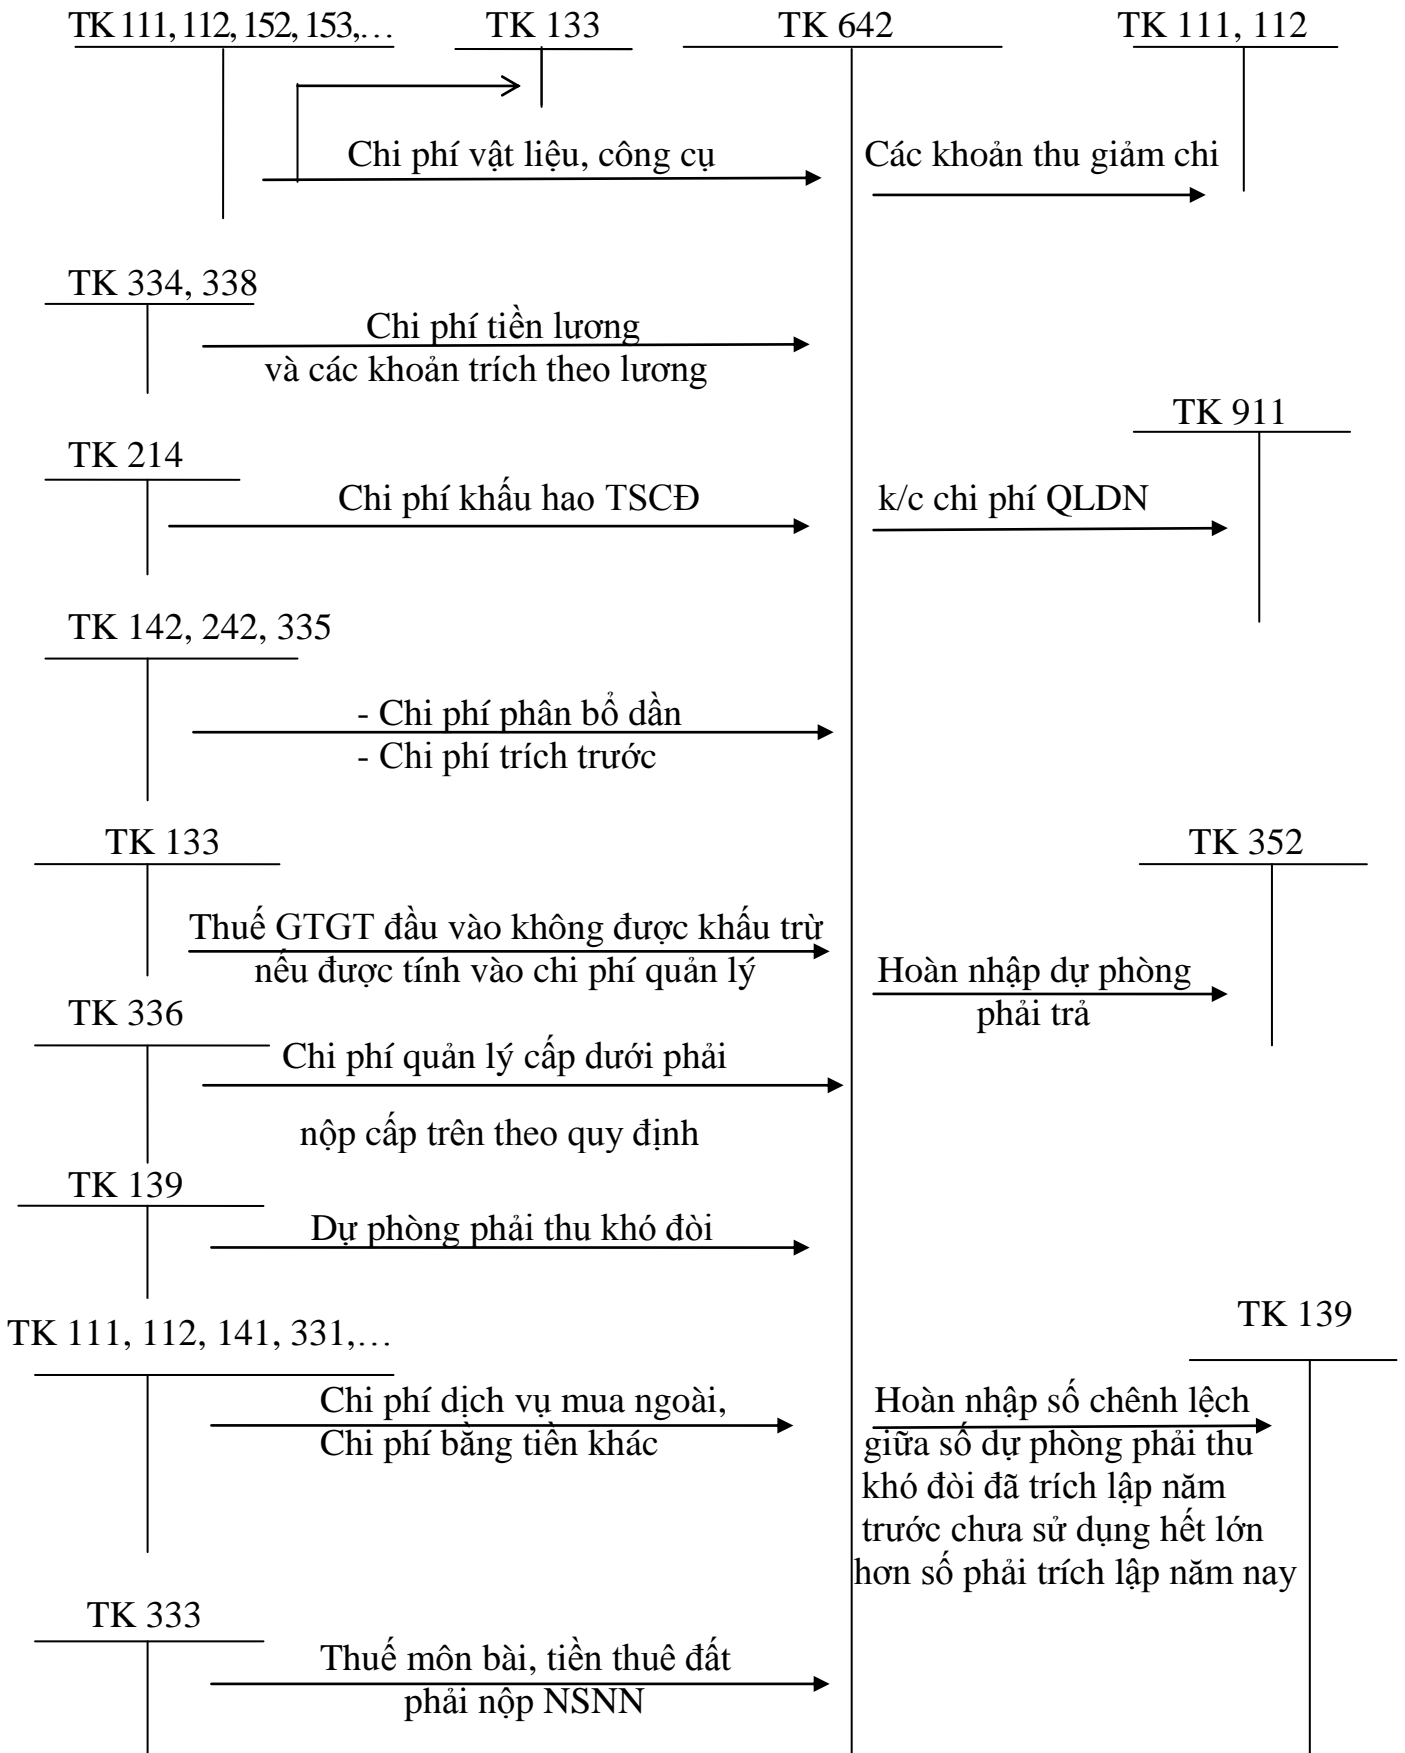 TK 111, 112, 152, 153,… TK 133 TK 642 TK 111, 112
Chi phí vật liệu, công cụ Các khoản thu giảm chi
TK 334, 338
Chi phí tiền lương
và các khoản trích theo lương
TK 911
TK 214
Chi phí khấu hao TSCĐ k/c chi phí QLDN
TK 142, 242, 335
- Chi phí phân bổ dần
- Chi phí trích trước
TK 133 TK 352
Thuế GTGT đầu vào không được khấu trừ
nếu được tính vào chi phí quản lý
Hoàn nhập dự phòng
phải trả
TK 336
Chi phí quản lý cấp dưới phải
nộp cấp trên theo quy định
TK 139
Dự phòng phải thu khó đòi
TK 139
TK 111, 112, 141, 331,…
Chi phí dịch vụ mua ngoài,
Chi phí bằng tiền khác
Hoàn nhập số chênh lệch
giữa số dự phòng phải thu
khó đòi đã trích lập năm
trước chưa sử dụng hết lớn
hơn số phải trích lập năm nay
TK 333
Thuế môn bài, tiền thuê đất
phải nộp NSNN